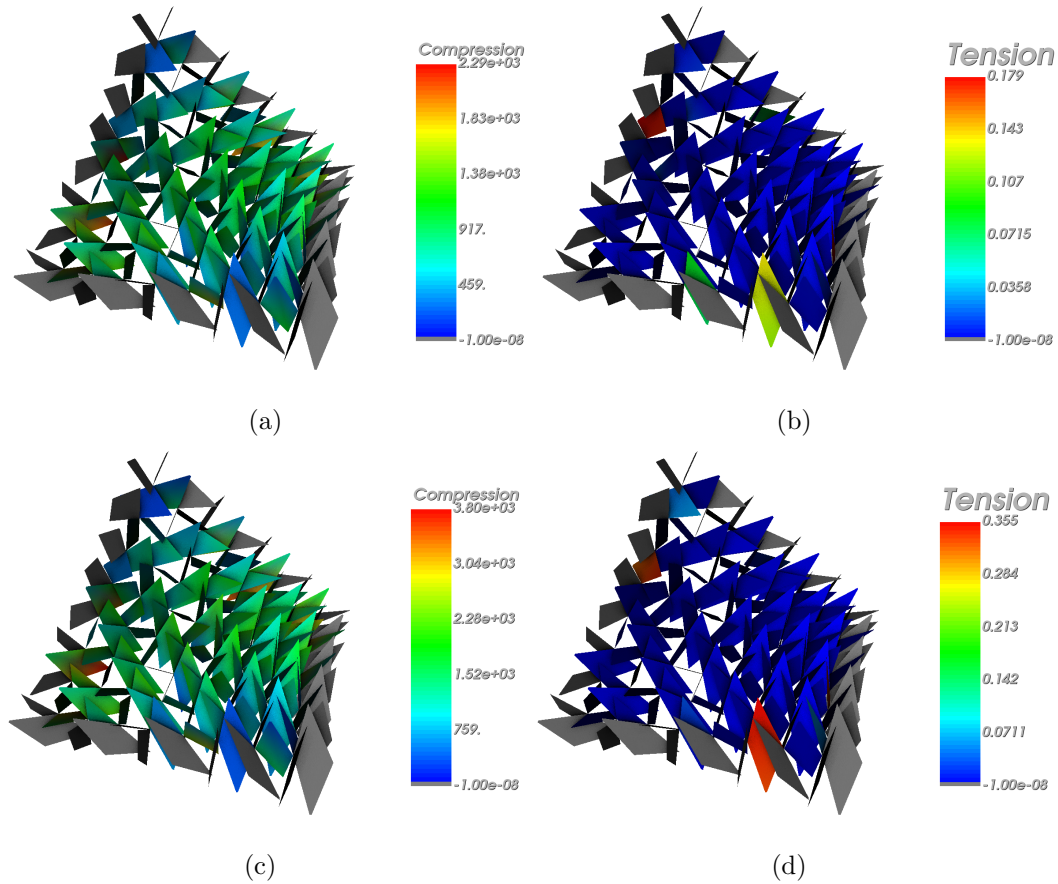 Compression
2.29e+03
1.83e+03
1.38e+03
917.
459.
-1.00e-08
(a)
Tension
0.179
0.143
0.107
0.0715
0.0358
-1.00e-08
(b)
Compression
3.80e+03
3.04e+03
2.28e+03
1.52e+03
759.
-1.00e-08
(c)
Tension
0.355
0.284
0.213
0.142
0.0711
-1.00e-08
(d)